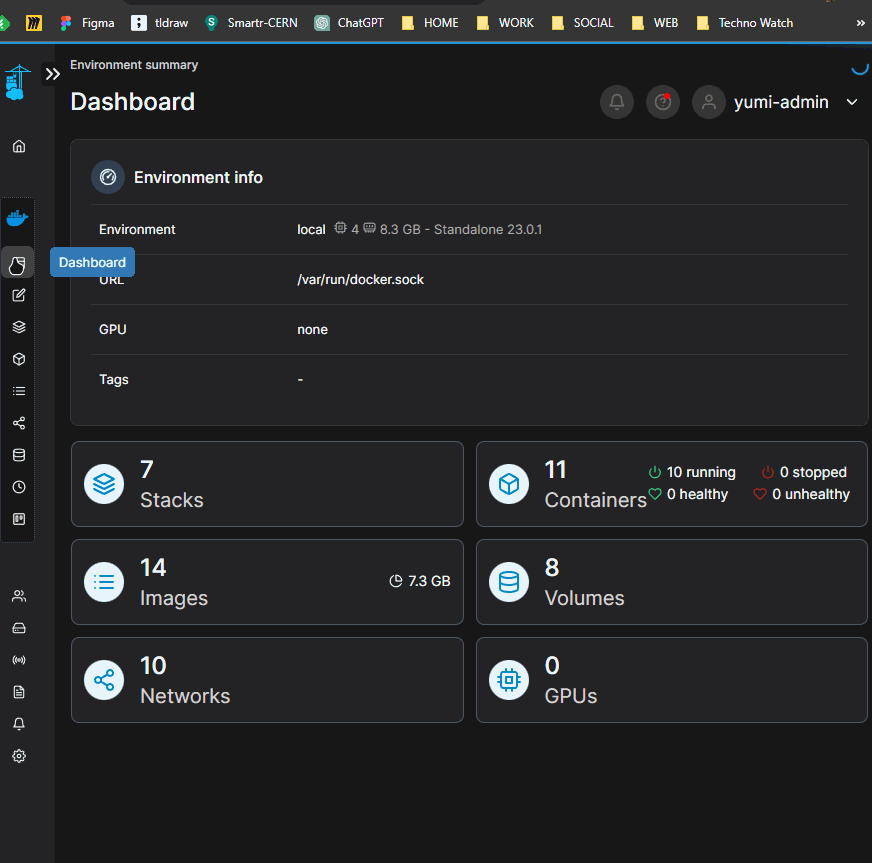 Figma tldraw Smartr-CERN ChatGPT HOME WORK SOCIAL WEB Techno Watch »
Environment summary
Dashboard
yumi-admin
Environment info
Environment local 4 8.3 GB - Standalone 23.0.1
Dashboard
URL /var/run/docker.sock
GPU none
Tags -
7
Stacks
11
Containers
10 running 0 stopped
0 healthy 0 unhealthy
14
Images
7.3 GB
8
Volumes
10
Networks
0
GPUs